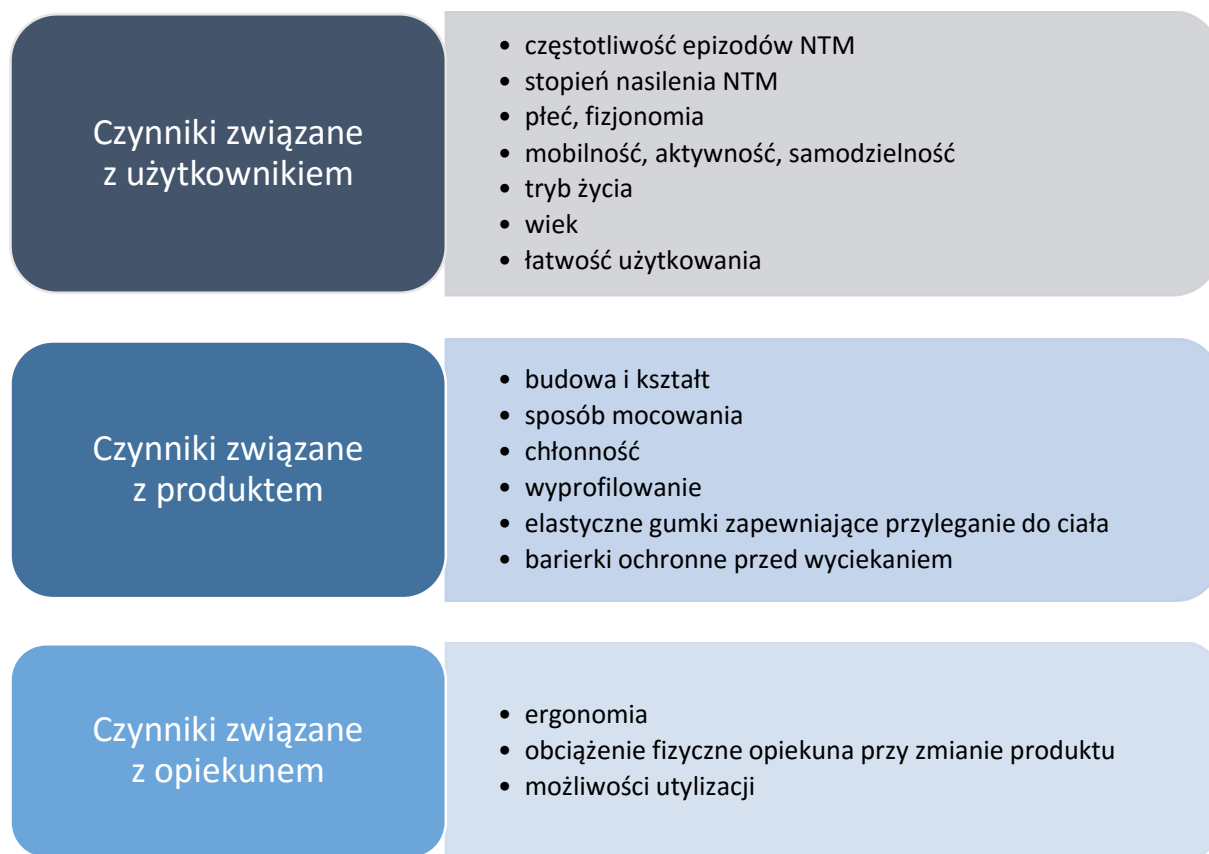 Czynniki związane
z użytkownikiem
• częstotliwość epizodów NTM
• stopień nasilenia NTM
• płeć, fizjonomia
• mobilność, aktywność, samodzielność
• tryb życia
• wiek
• łatwość użytkowania
Czynniki związane
z produktem
• budowa i kształt
• sposób mocowania
• chłonność
• wyprofilowanie
• elastyczne gumki zapewniające przyleganie do ciała
• barierki ochronne przed wyciekaniem
Czynniki związane
z opiekunem
• ergonomia
• obciążenie fizyczne opiekuna przy zmianie produktu
• możliwości utylizacji